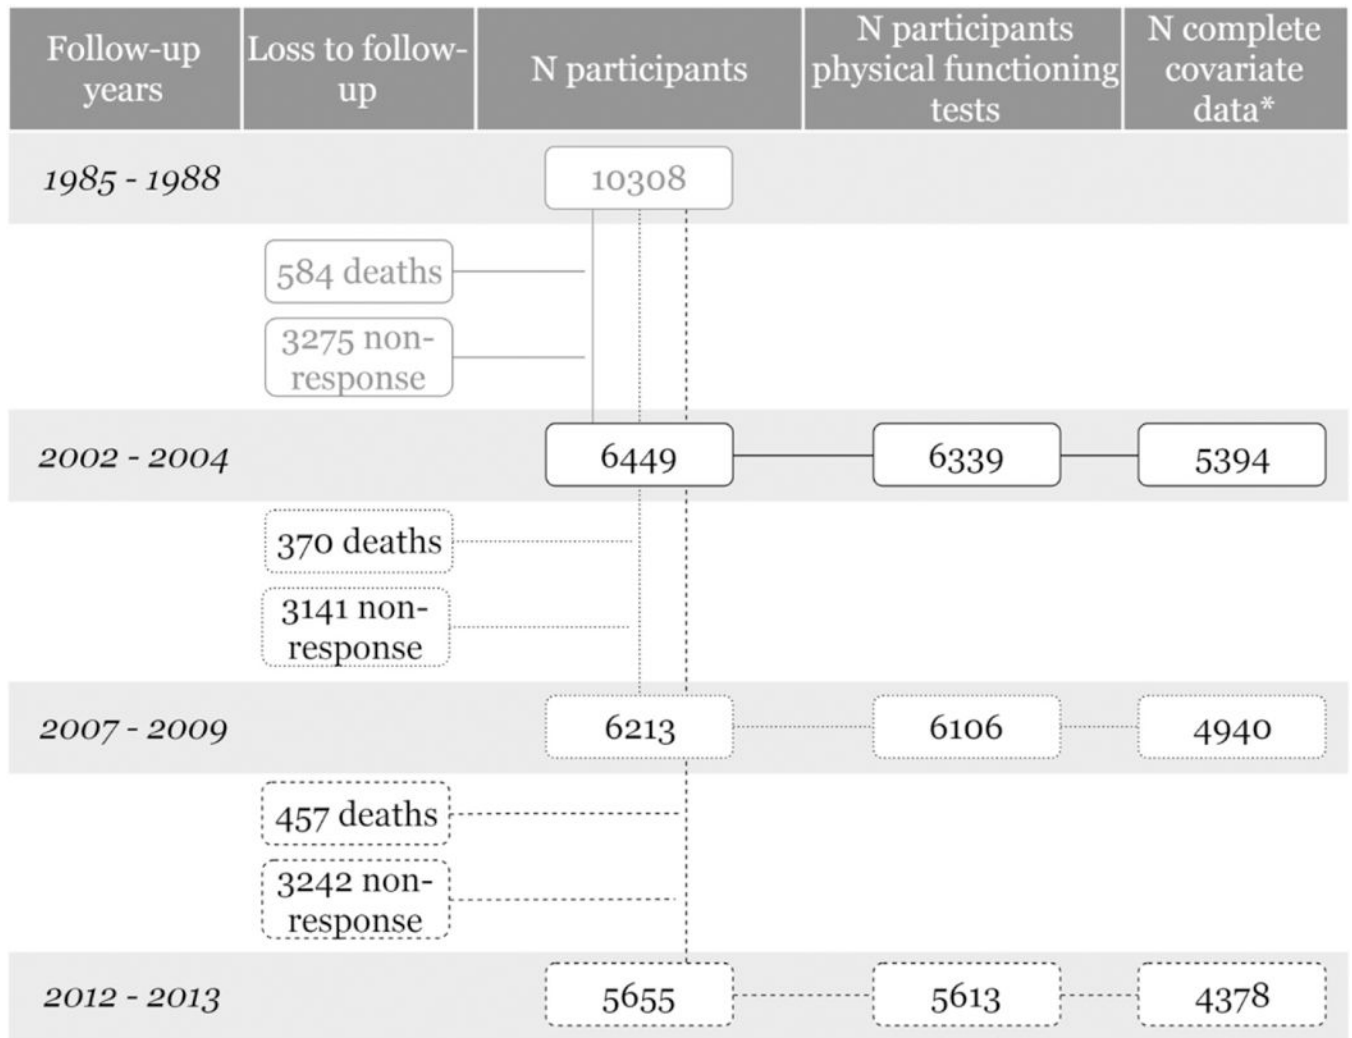 Follow-up
years
Loss to follow-
up
N participants
N participants
physical functioning
tests
N complete
covariate
data*
1985 - 1988
10308
584 deaths
3275 non-
response
2002 - 2004
6449
6339
5394
370 deaths
3141 non-
response
2007 - 2009
6213
6106
4940
457 deaths
3242 non-
response
2012 - 2013
5655
5613
4378